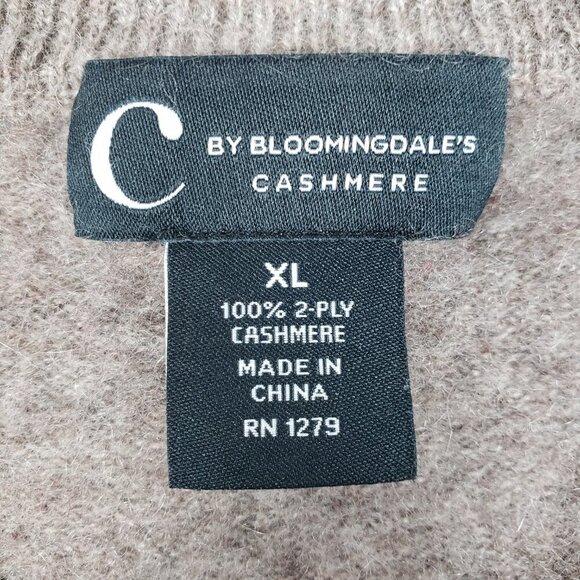 C
BY BLOOMINGDALE'S
CASHMERE
XL
100% 2-PLY
CASHMERE
MADE IN
CHINA
RN 1279